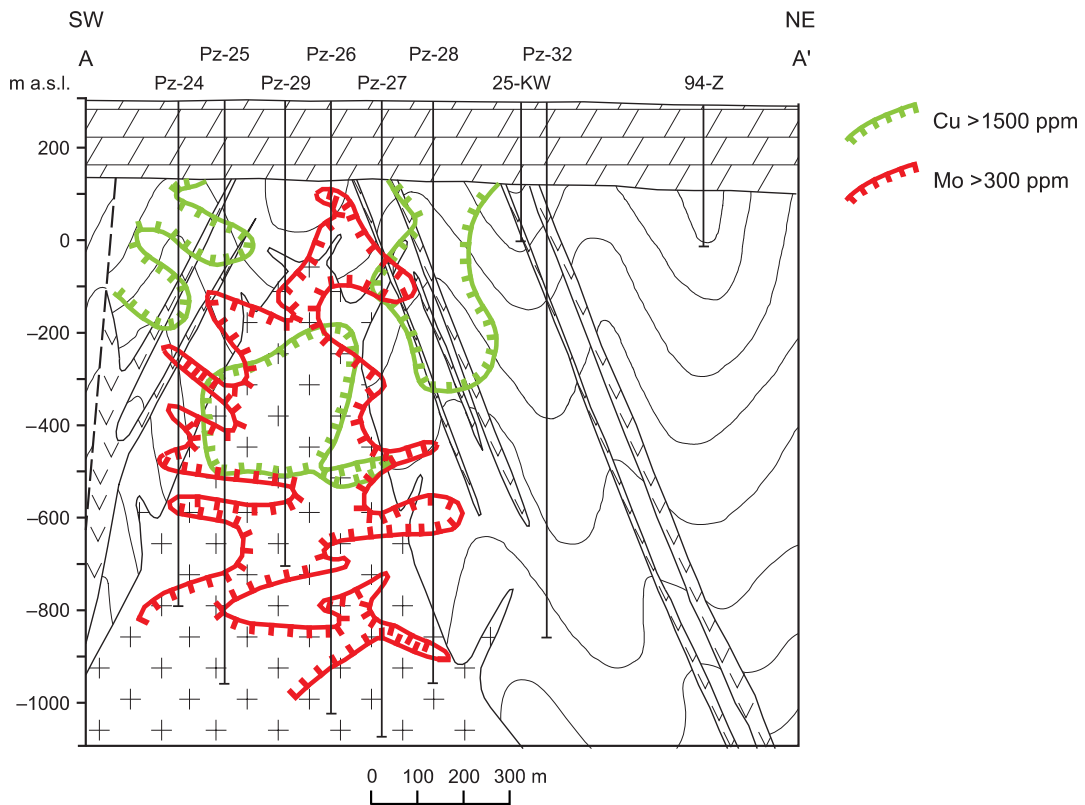 SW NE
A Pz-25 Pz-26 Pz-28 Pz-32 A'
m a.s.l. Pz-24 Pz-29 Pz-27 25-KW 94-Z
Cu >1500 ppm
200
Mo >300 ppm
0
–200
–400
–600
–800
–1000
0 100 200 300 m